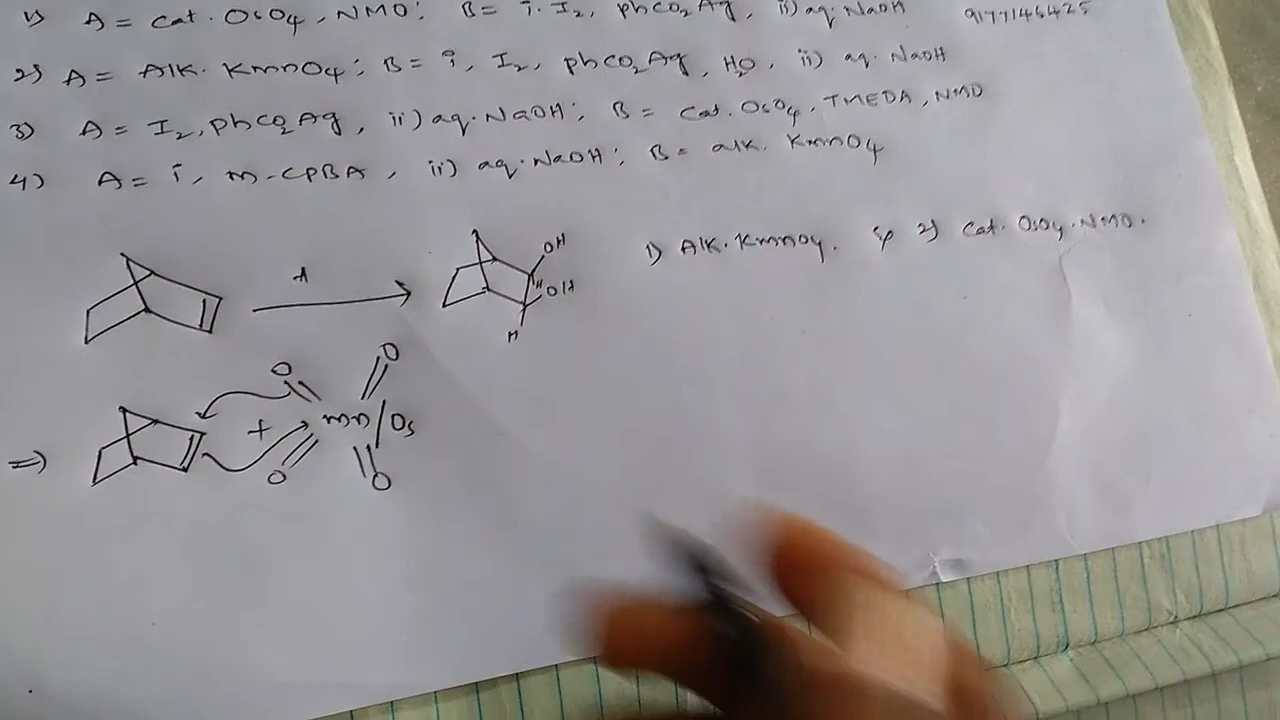 1) A = cat. OsO4, NMO; B = i. I2, phCO2Ag, ii) aq. NaOH 9177146425
2) A = Alk. KmnO4; B = i, I2, phCO2Ag, H2O, ii) aq. NaOH
3) A = I2, phCO2Ag, ii) aq. NaOH; B = Cat. OsO4, TMEDA, NMO
4) A = i, m-CPBA, ii) aq. NaOH; B = alk. KmnO4
A OH H OH H 1) Alk. KmnO4. 2) Cat. OsO4. NMO.
=> + O O mn/Os O O